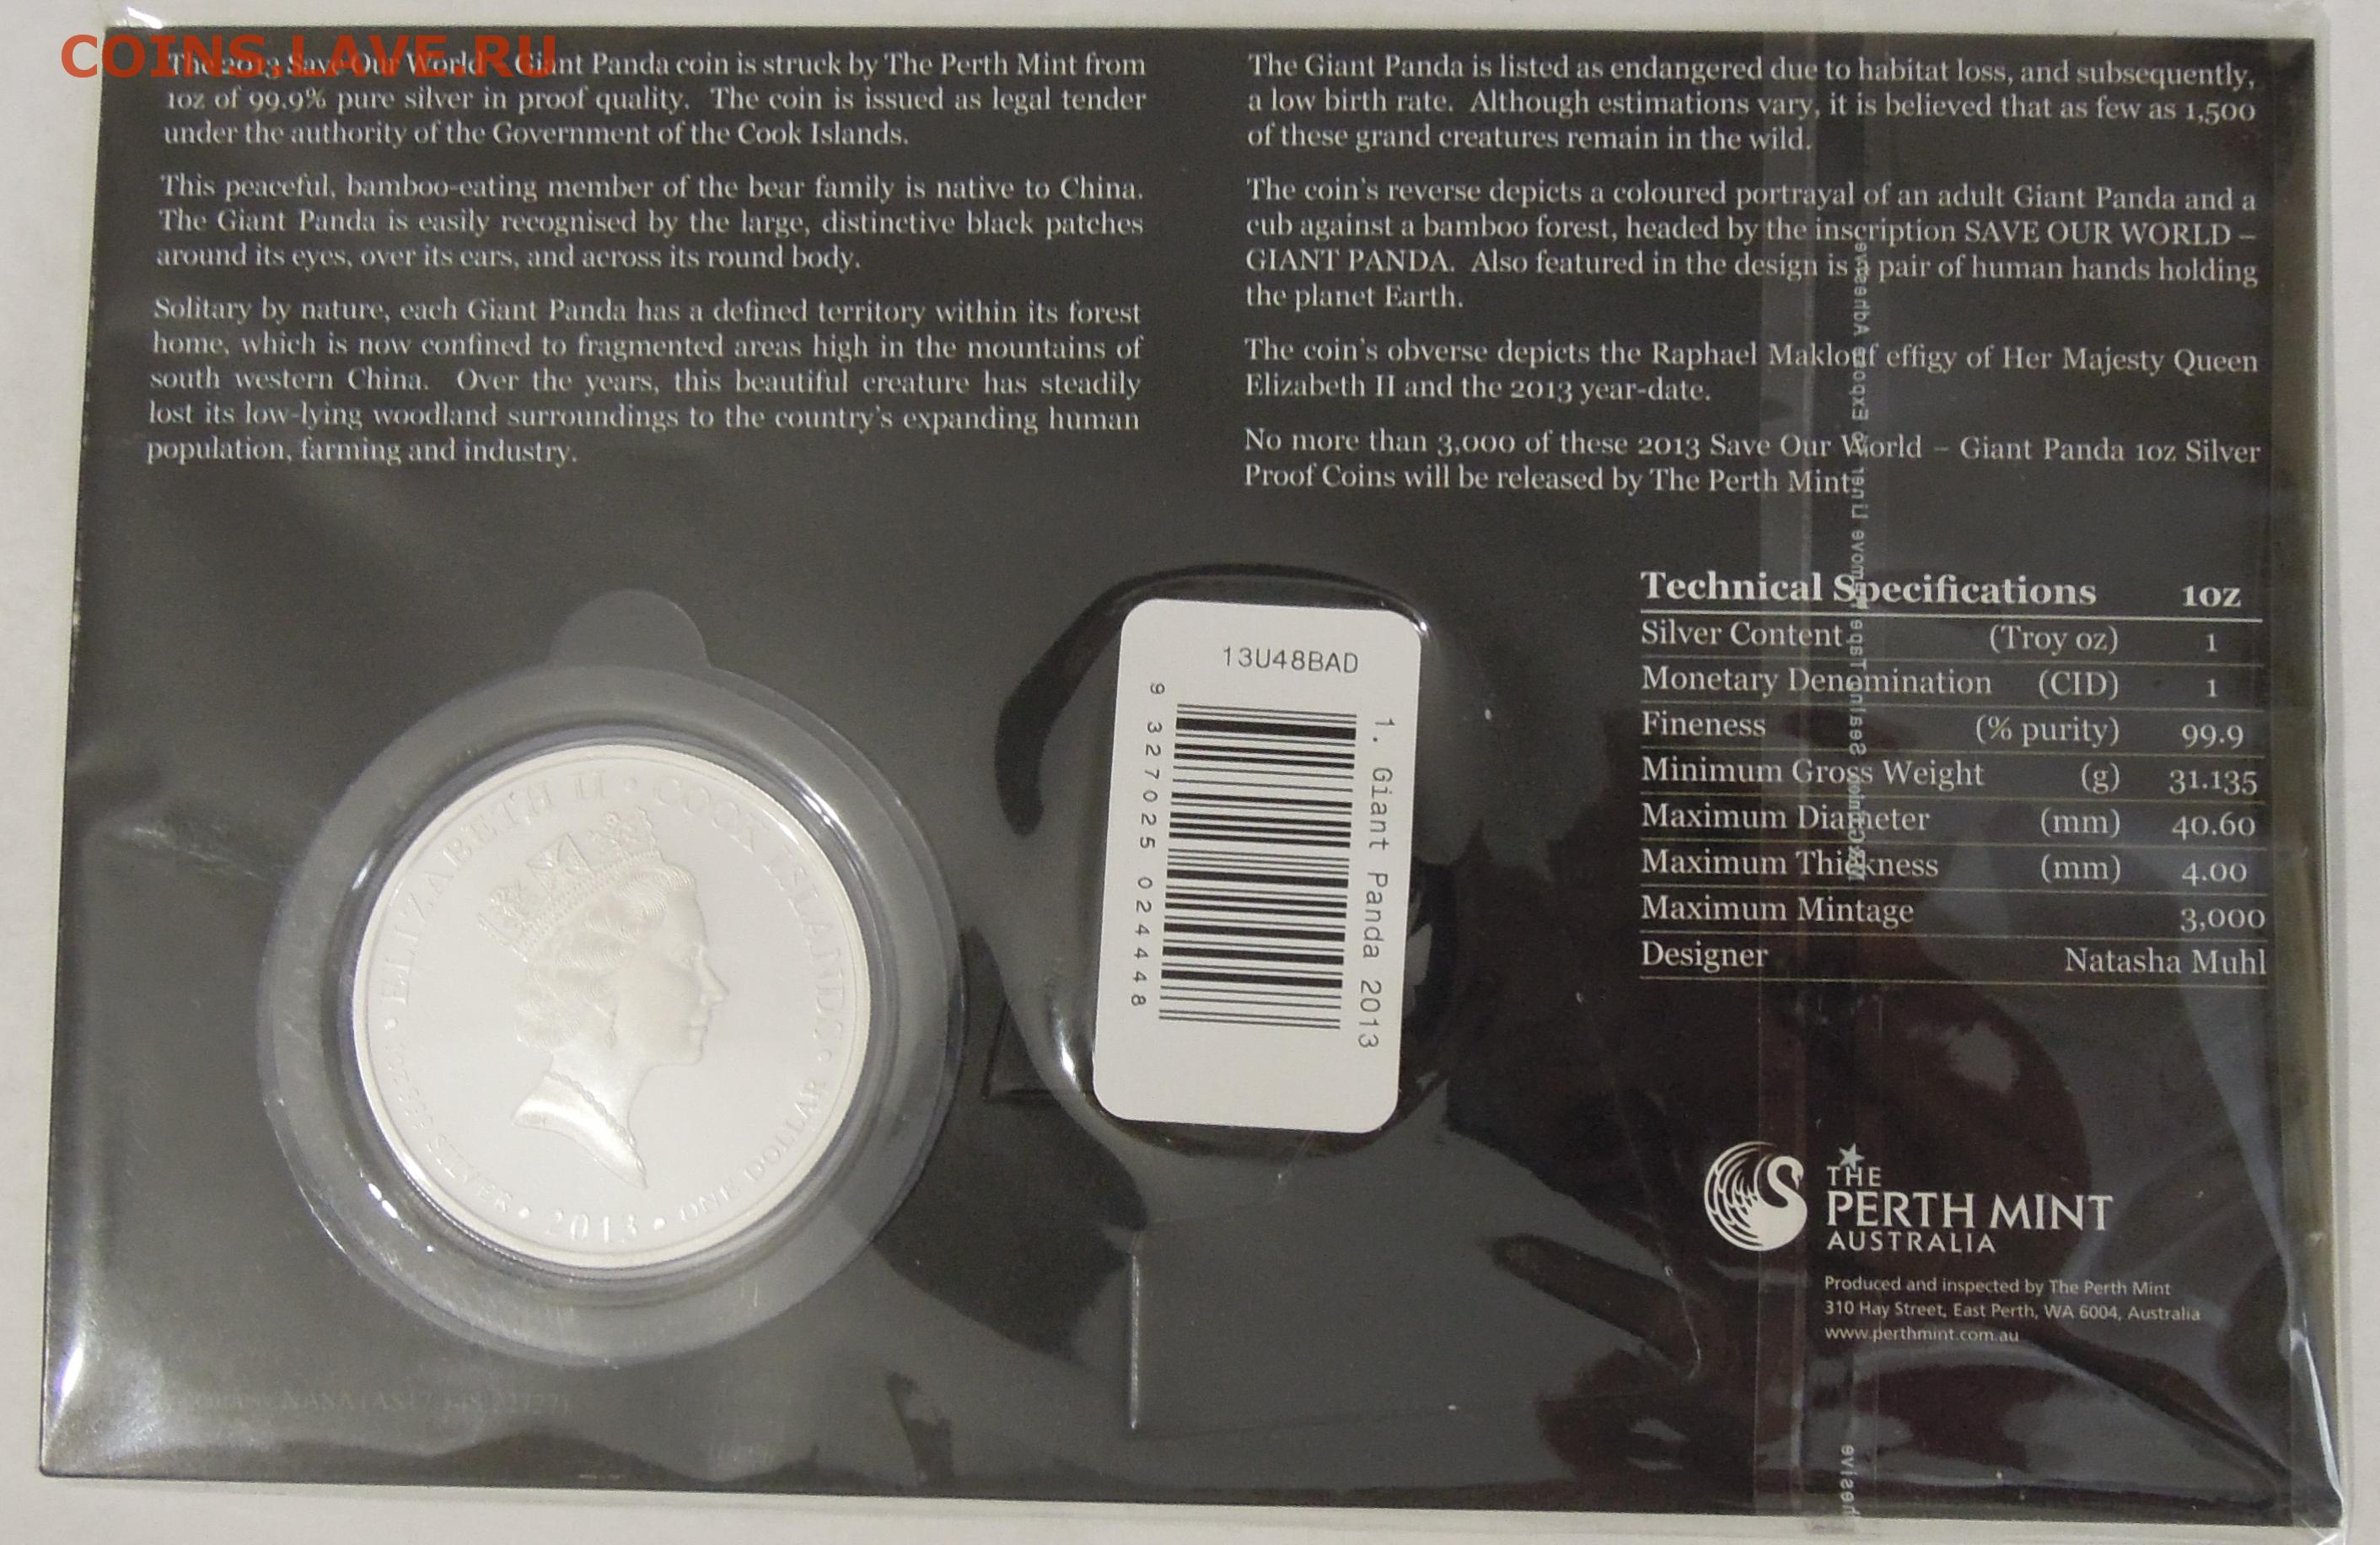 COINS.LAVE.RU
The 2013 Save Our World – Giant Panda coin is struck by The Perth Mint from
1oz of 99.9% pure silver in proof quality. The coin is issued as legal tender
under the authority of the Government of the Cook Islands.
This peaceful, bamboo-eating member of the bear family is native to China.
The Giant Panda is easily recognised by the large, distinctive black patches
around its eyes, over its ears, and across its round body.
Solitary by nature, each Giant Panda has a defined territory within its forest
home, which is now confined to fragmented areas high in the mountains of
south western China. Over the years, this beautiful creature has steadily
lost its low-lying woodland surroundings to the country's expanding human
population, farming and industry.
The Giant Panda is listed as endangered due to habitat loss, and subsequently,
a low birth rate. Although estimations vary, it is believed that as few as 1,500
of these grand creatures remain in the wild.
The coin's reverse depicts a coloured portrayal of an adult Giant Panda and a
cub against a bamboo forest, headed by the inscription SAVE OUR WORLD –
GIANT PANDA. Also featured in the design is a pair of human hands holding
the planet Earth.
The coin's obverse depicts the Raphael Maklouf effigy of Her Majesty Queen
Elizabeth II and the 2013 year-date.
No more than 3,000 of these 2013 Save Our World – Giant Panda 1oz Silver
Proof Coins will be released by The Perth Mint.
Technical Specifications 1oz
Silver Content (Troy oz) 1
Monetary Denomination (CID) 1
Fineness (% purity) 99.9
Minimum Gross Weight (g) 31.135
Maximum Diameter (mm) 40.60
Maximum Thickness (mm) 4.00
Maximum Mintage 3,000
Designer Natasha Muhl
13U48BAD
1. Giant Panda 2013
9 327025 024448
ELIZABETH II • COOK ISLANDS •
SILVER • 2013 • ONE DOLLAR
THE
PERTH MINT
AUSTRALIA
Produced and inspected by The Perth Mint
310 Hay Street, East Perth, WA 6004, Australia
www.perthmint.com.au